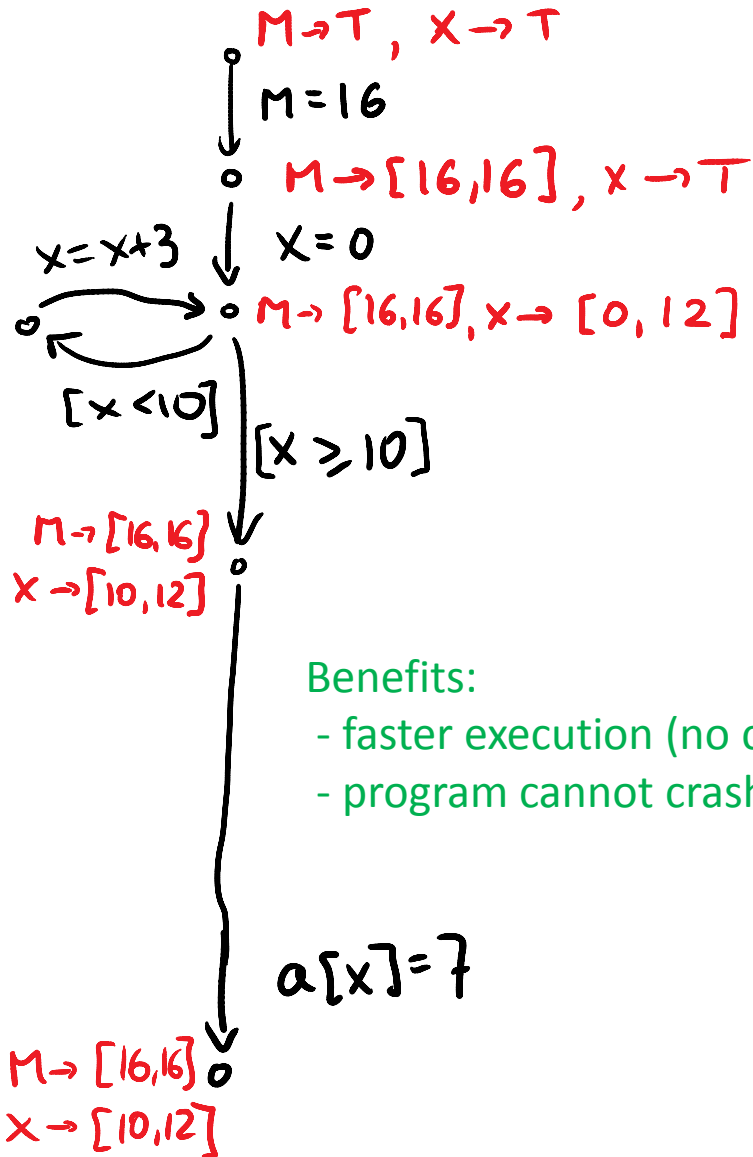 M→T, x→T
M=16
M→[16,16], x→T
x=x+3
x=0
M→[16,16], x→[0,12]
[x<10]
[x≥10]
M→[16,16]
x→[10,12]
Benefits:
- faster execution (no
- program cannot crash
a[x]=7
M→[16,16]
x→[10,12]